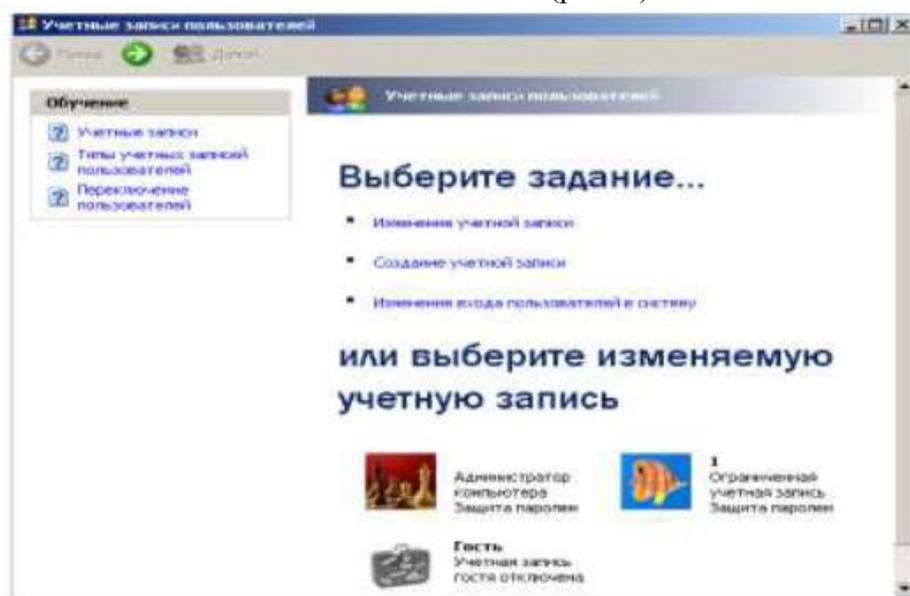 Учетные записи пользователей
Назад Домой
Обучение
Учетные записи
Типы учетных записей
пользователей
Переключение
пользователей
Учетные записи пользователей
Выберите задание...
Изменение учетной записи
Создание учетной записи
Изменение входа пользователей в систему
или выберите изменяемую
учетную запись
Администратор
компьютера
Защита паролем
1
Ограниченная
учетная запись
Защита паролем
Гость
Учетная запись
гостя отключена